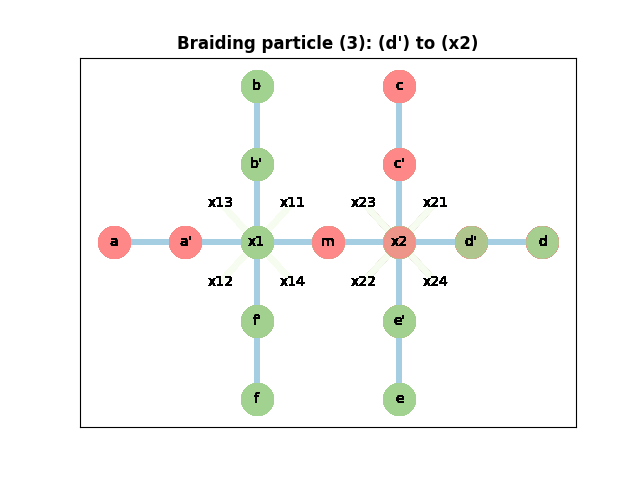 Braiding particle (3): (d') to (x2)
b c
b' c'
x13 x11 x23 x21
a a' x1 m x2 d' d
x12 x14 x22 x24
f' e'
f e